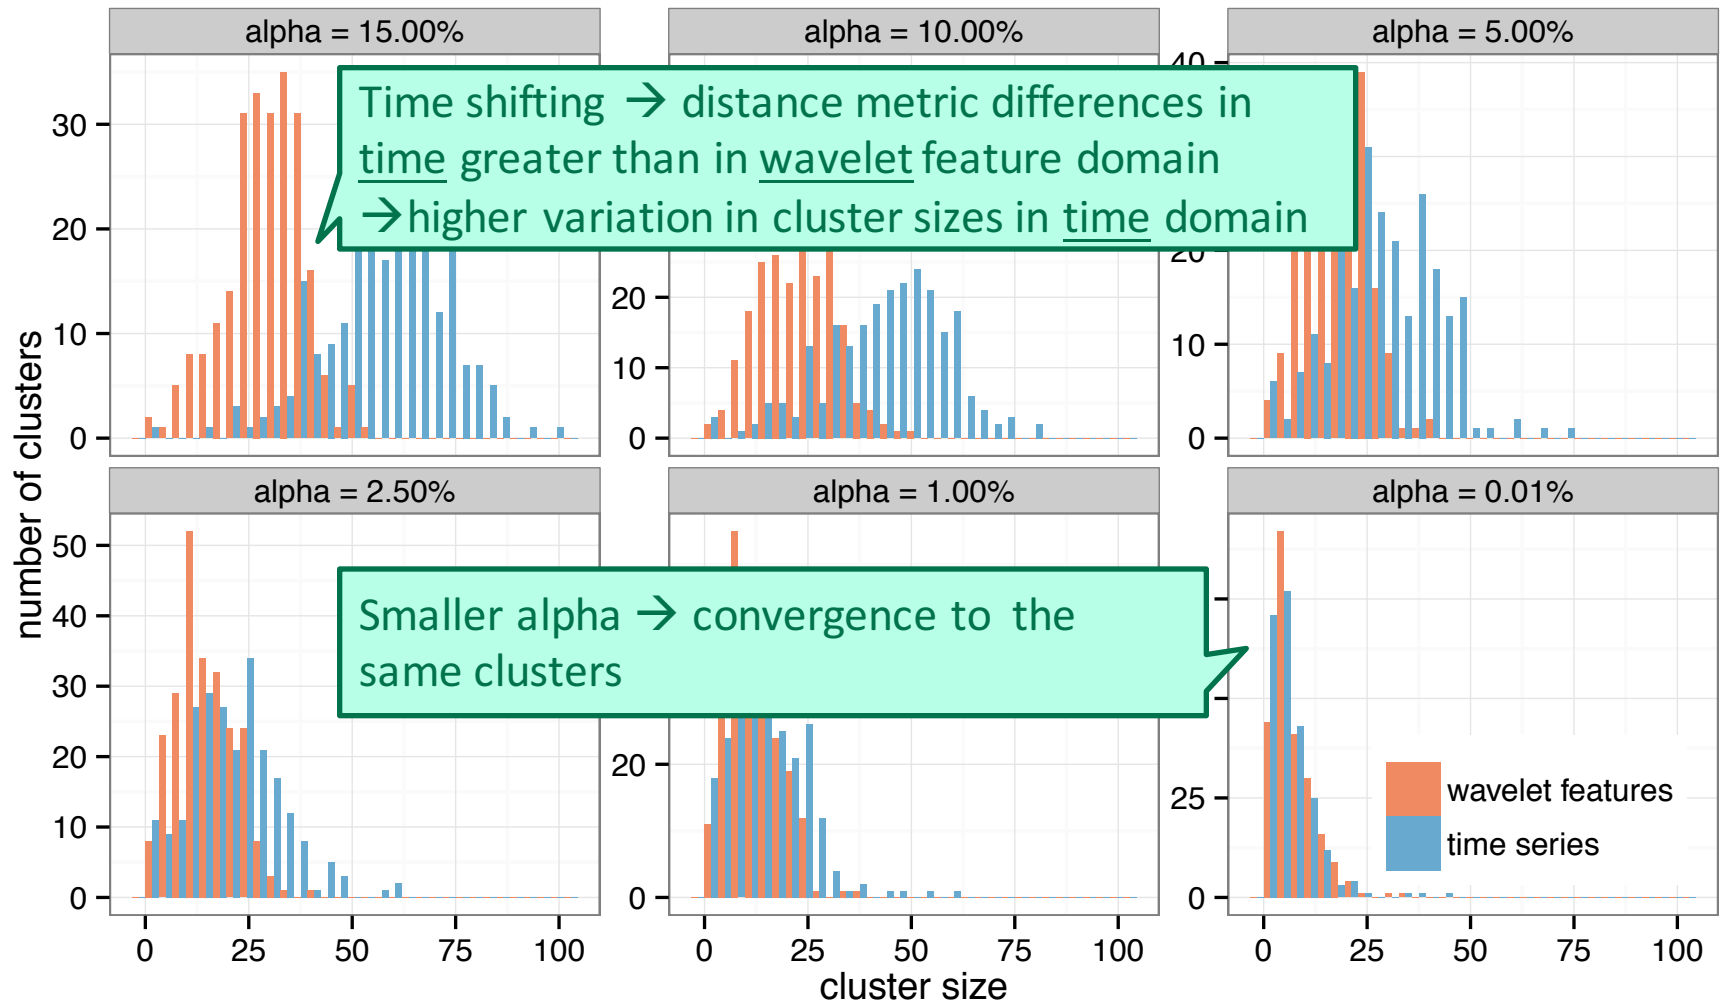 alpha = 15.00%
alpha = 10.00%
alpha = 5.00%
30
20
10
0
20
10
0
40
20
10
0
Time shifting → distance metric differences in
time greater than in wavelet feature domain
→higher variation in cluster sizes in time domain
number of clusters
alpha = 2.50%
alpha = 1.00%
alpha = 0.01%
50
40
30
20
10
0
20
0
25
0
Smaller alpha → convergence to the
same clusters
wavelet features
time series
0 25 50 75 100
0 25 50 75 100
0 25 50 75 100
cluster size